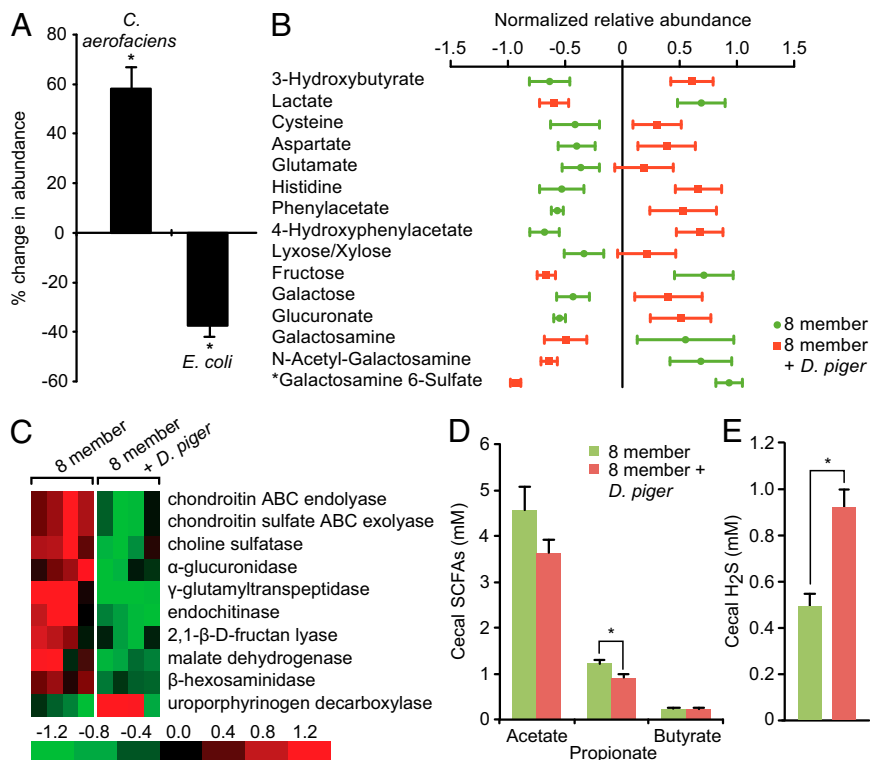 A
C.
aerofaciens
*
% change in abundance
80
60
40
20
0
-20
-40
-60
*
E. coli
B
Normalized relative abundance
-1.5 -1.0 -0.5 0 0.5 1.0 1.5
3-Hydroxybutyrate
Lactate
Cysteine
Aspartate
Glutamate
Histidine
Phenylacetate
4-Hydroxyphenylacetate
Lyxose/Xylose
Fructose
Galactose
Glucuronate
Galactosamine
N-Acetyl-Galactosamine
*Galactosamine 6-Sulfate
8 member
8 member
+ D. piger
C
8 member
8 member
+ D. piger
chondroitin ABC endolyase
chondroitin sulfate ABC exolyase
choline sulfatase
α-glucuronidase
γ-glutamyltranspeptidase
endochitinase
2,1-β-D-fructan lyase
malate dehydrogenase
β-hexosaminidase
uroporphyrinogen decarboxylase
-1.2 -0.8 -0.4 0.0 0.4 0.8 1.2
D
Cecal SCFAs (mM)
6
5
4
3
2
1
0
8 member
8 member +
D. piger
*
Acetate Butyrate
Propionate
E
Cecal H2S (mM)
1.2
1.0
0.8
0.6
0.4
0.2
0
*